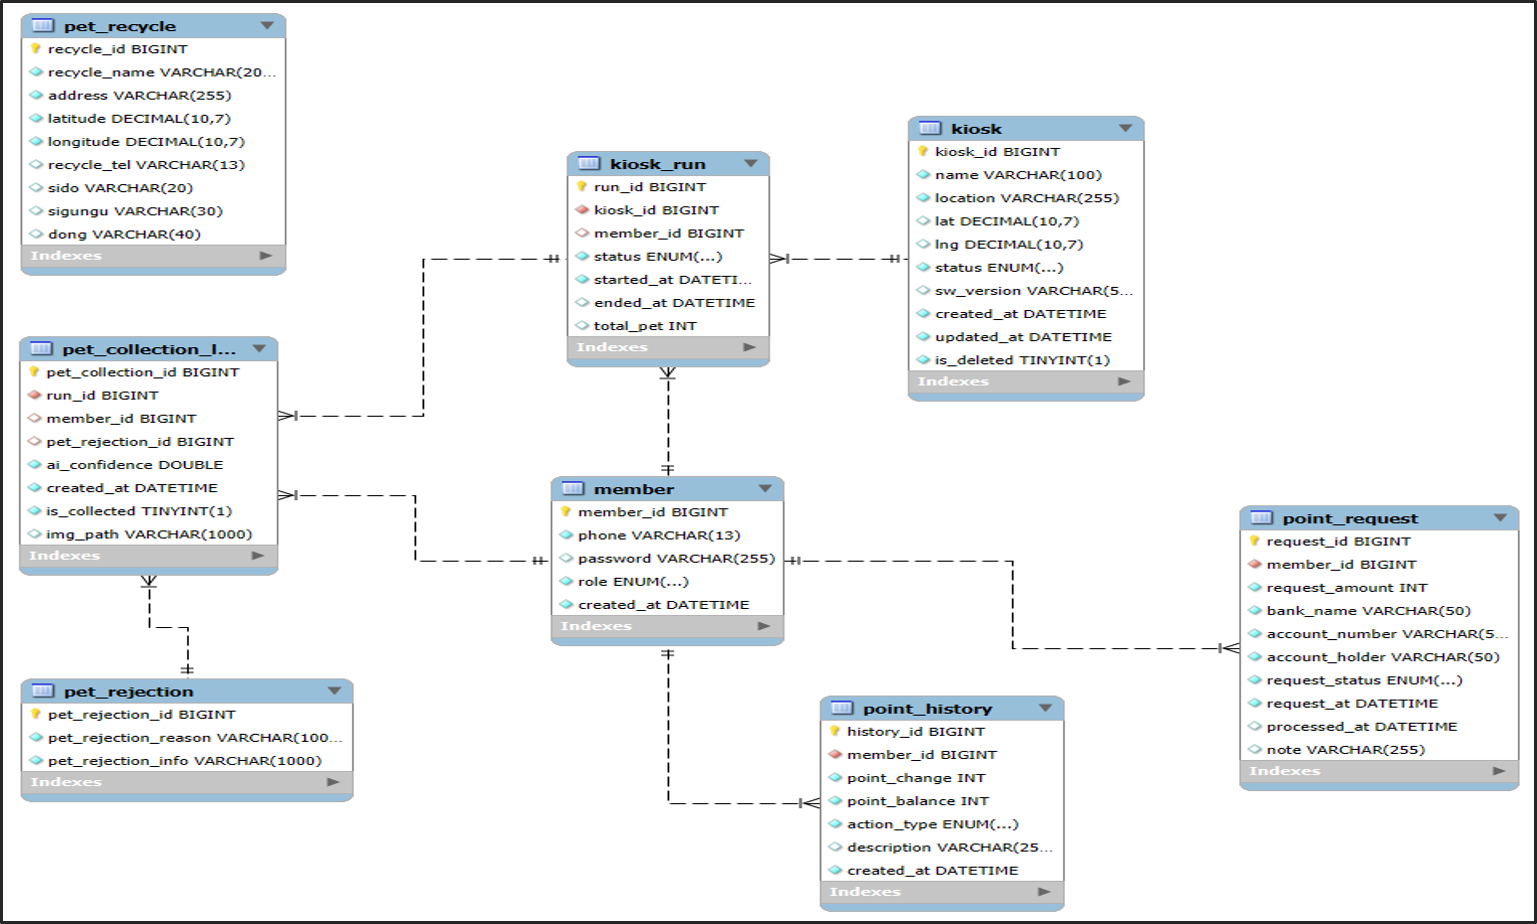 pet_recycle
recycle_id BIGINT
recycle_name VARCHAR(20...
address VARCHAR(255)
latitude DECIMAL(10,7)
longitude DECIMAL(10,7)
recycle_tel VARCHAR(13)
sido VARCHAR(20)
sigungu VARCHAR(30)
dong VARCHAR(40)
Indexes
kiosk_run
run_id BIGINT
kiosk_id BIGINT
member_id BIGINT
status ENUM(...)
started_at DATETI...
ended_at DATETIME
total_pet INT
Indexes
kiosk
kiosk_id BIGINT
name VARCHAR(100)
location VARCHAR(255)
lat DECIMAL(10,7)
lng DECIMAL(10,7)
status ENUM(...)
sw_version VARCHAR(5...
created_at DATETIME
updated_at DATETIME
is_deleted TINYINT(1)
Indexes
pet_collection_l...
pet_collection_id BIGINT
run_id BIGINT
member_id BIGINT
pet_rejection_id BIGINT
ai_confidence DOUBLE
created_at DATETIME
is_collected TINYINT(1)
img_path VARCHAR(1000)
Indexes
member
member_id BIGINT
phone VARCHAR(13)
password VARCHAR(255)
role ENUM(...)
created_at DATETIME
Indexes
point_request
request_id BIGINT
member_id BIGINT
request_amount INT
bank_name VARCHAR(50)
account_number VARCHAR(5...
account_holder VARCHAR(50)
request_status ENUM(...)
request_at DATETIME
processed_at DATETIME
note VARCHAR(255)
Indexes
pet_rejection
pet_rejection_id BIGINT
pet_rejection_reason VARCHAR(100...
pet_rejection_info VARCHAR(1000)
Indexes
point_history
history_id BIGINT
member_id BIGINT
point_change INT
point_balance INT
action_type ENUM(...)
description VARCHAR(25...
created_at DATETIME
Indexes